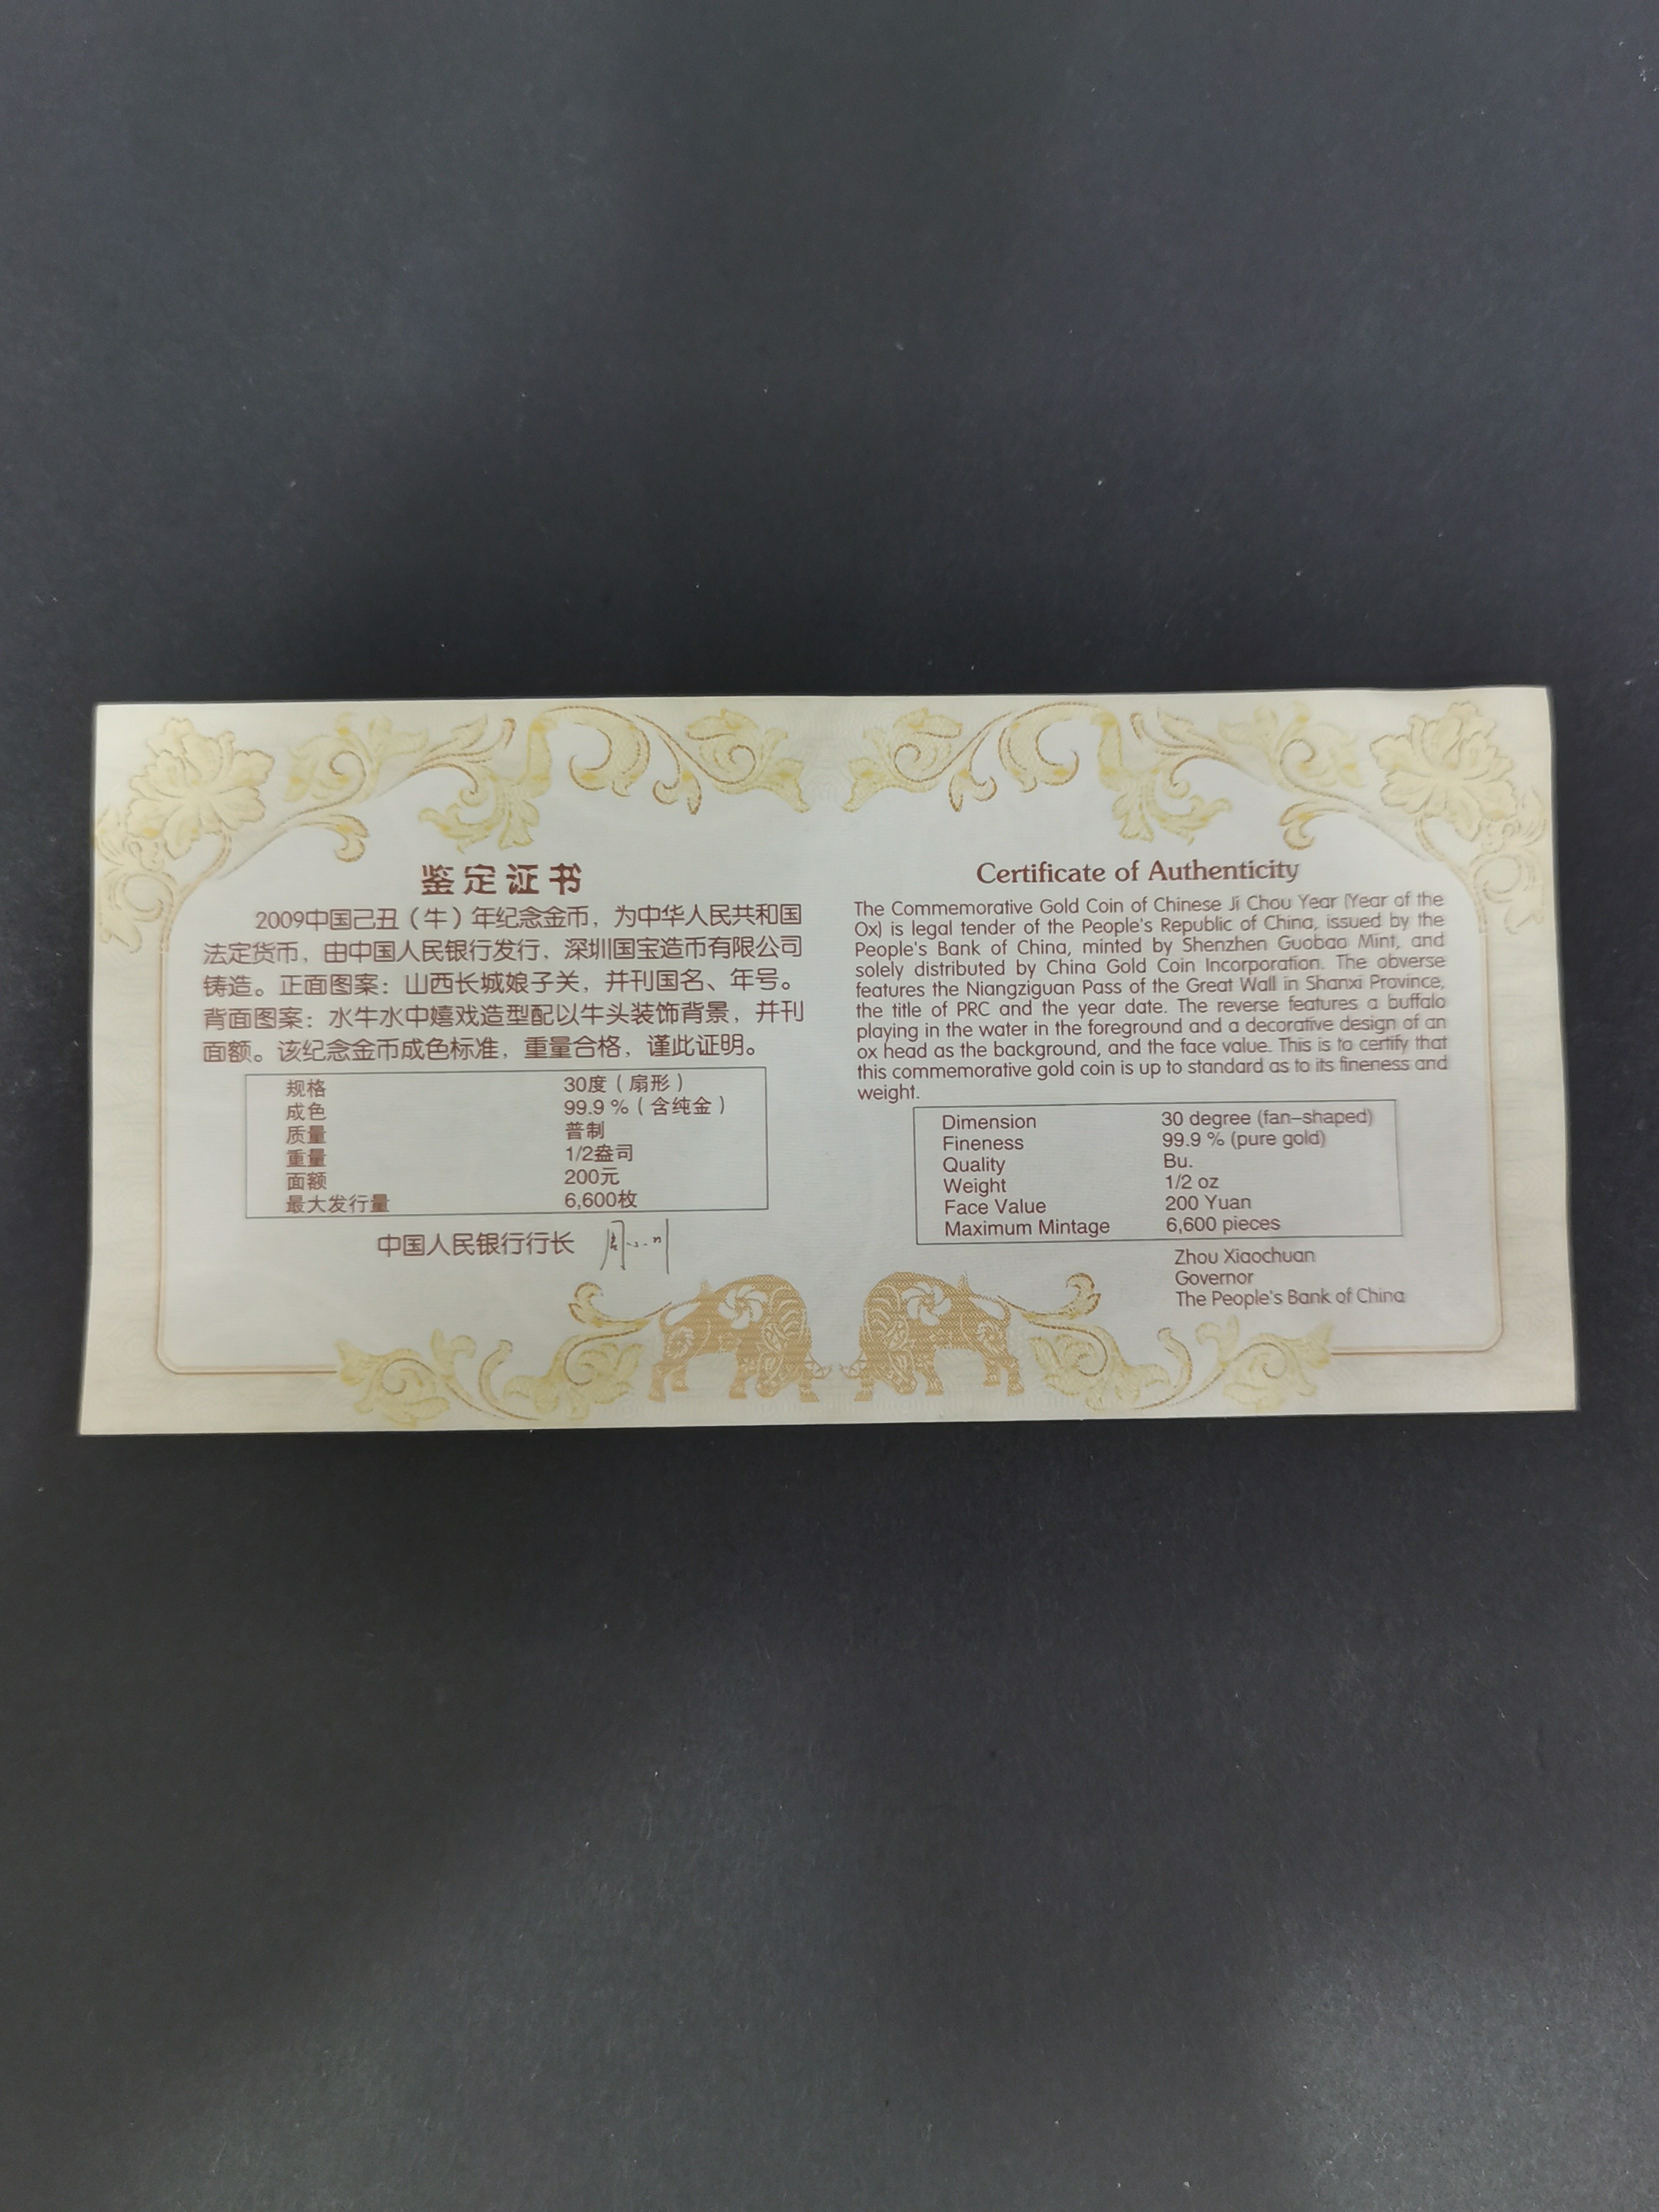 鉴定证书
2009中国己丑（牛）年纪念金币，为中华人民共和国
法定货币，由中国人民银行发行，深圳国宝造币有限公司
铸造。正面图案：山西长城娘子关，并刊国名、年号。
背面图案：水牛水中嬉戏造型配以牛头装饰背景，并刊
面额。该纪念金币成色标准，重量合格，谨此证明。
规格 30度（扇形）
成色 99.9 %（含纯金）
质量 普制
重量 1/2盎司
面额 200元
最大发行量 6,600枚
中国人民银行行长
Certificate of Authenticity
The Commemorative Gold Coin of Chinese Ji Chou Year (Year of the
Ox) is legal tender of the People's Republic of China, issued by the
People's Bank of China, minted by Shenzhen Guobao Mint, and
solely distributed by China Gold Coin Incorporation. The obverse
features the Niangziguan Pass of the Great Wall in Shanxi Province,
the title of PRC and the year date. The reverse features a buffalo
playing in the water in the foreground and a decorative design of an
ox head as the background, and the face value. This is to certify that
this commemorative gold coin is up to standard as to its fineness and
weight.
Dimension 30 degree (fan-shaped)
Fineness 99.9 % (pure gold)
Quality Bu.
Weight 1/2 oz
Face Value 200 Yuan
Maximum Mintage 6,600 pieces
Zhou Xiaochuan
Governor
The People's Bank of China